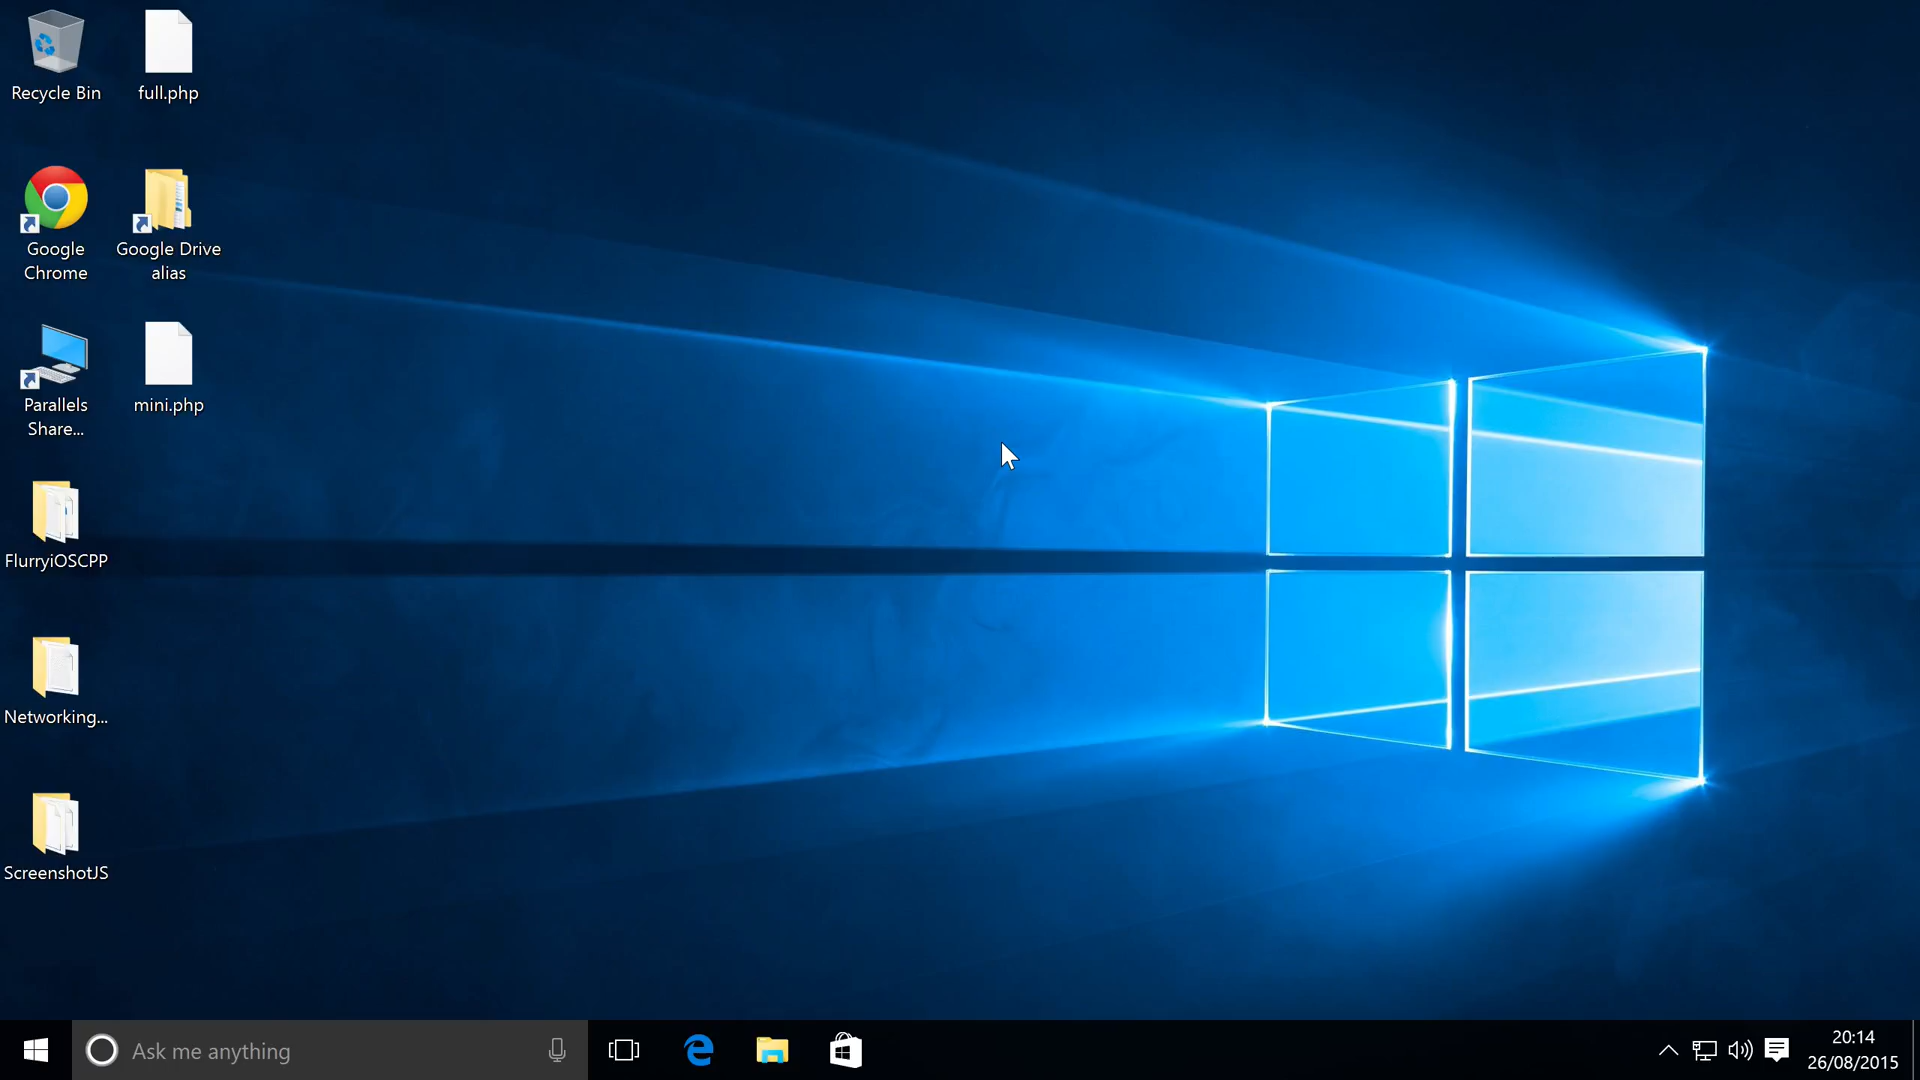 Recycle Bin
full.php
Google
Chrome
Google Drive
alias
Parallels
Share...
mini.php
FlurryiOSCPP
Networking...
ScreenshotJS
Ask me anything
20:14
26/08/2015